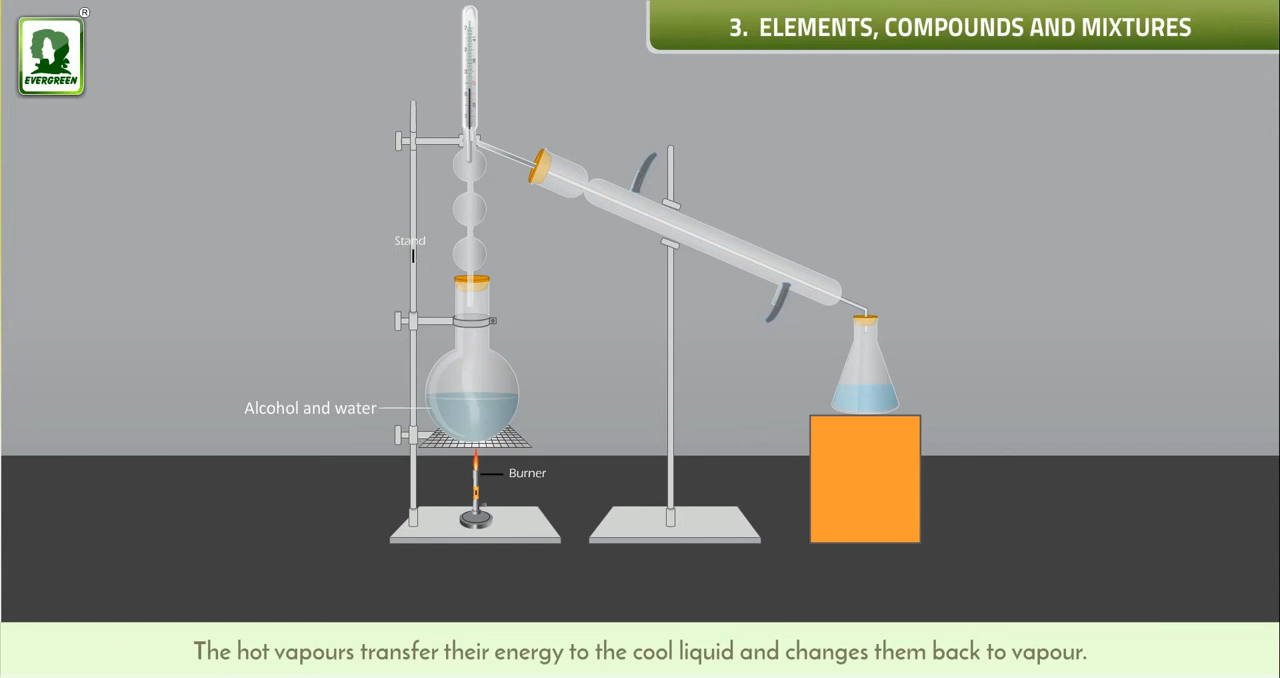 ®
EVERGREEN
3. ELEMENTS, COMPOUNDS AND MIXTURES
Stand
Alcohol and water
Burner
The hot vapours transfer their energy to the cool liquid and changes them back to vapour.